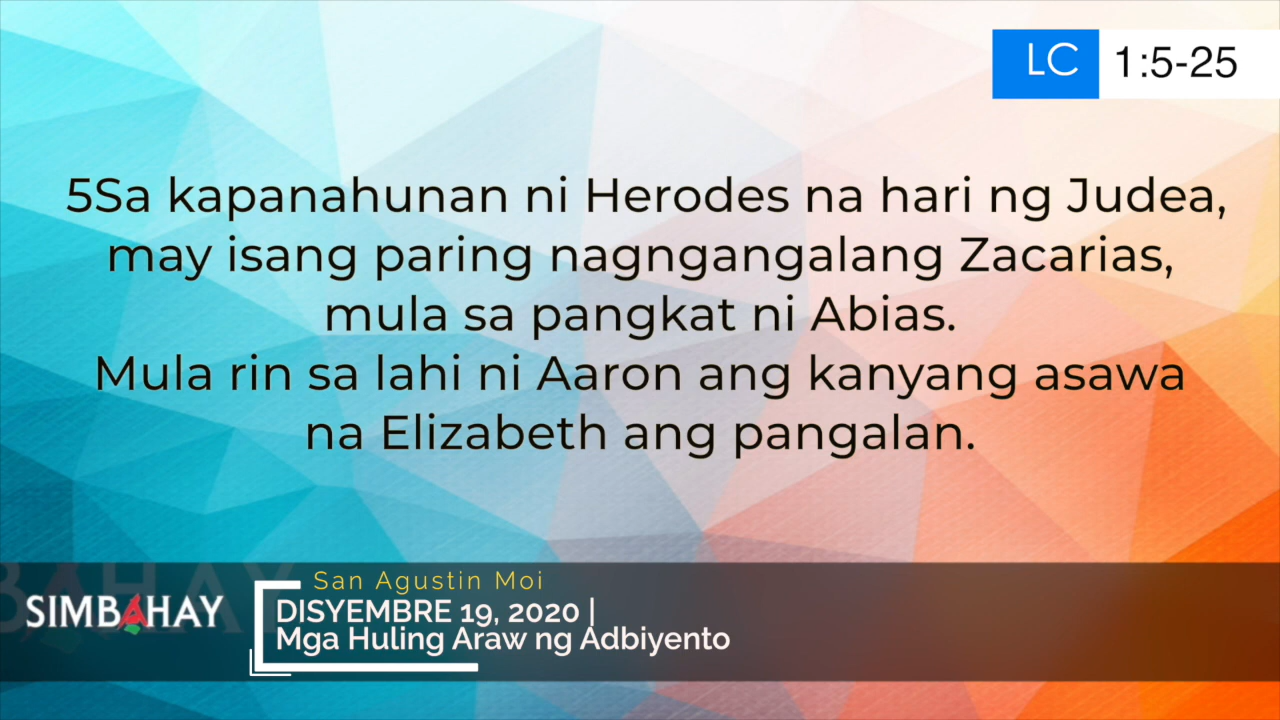 LC 1:5-25
5Sa kapanahunan ni Herodes na hari ng Judea,
may isang paring nagngangalang Zacarias,
mula sa pangkat ni Abias.
Mula rin sa lahi ni Aaron ang kanyang asawa
na Elizabeth ang pangalan.
San Agustin Moi
SIMBAHAY
DISYEMBRE 19, 2020 |
Mga Huling Araw ng Adbiyento